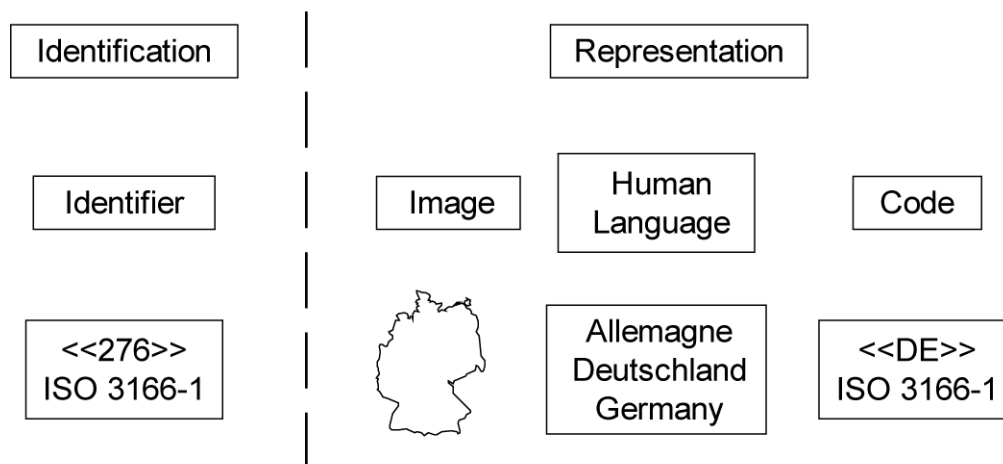 Identification
Representation
Identifier
Image
Human
Language
Code
<<276>>
ISO 3166-1
Allemagne
Deutschland
Germany
<<DE>>
ISO 3166-1